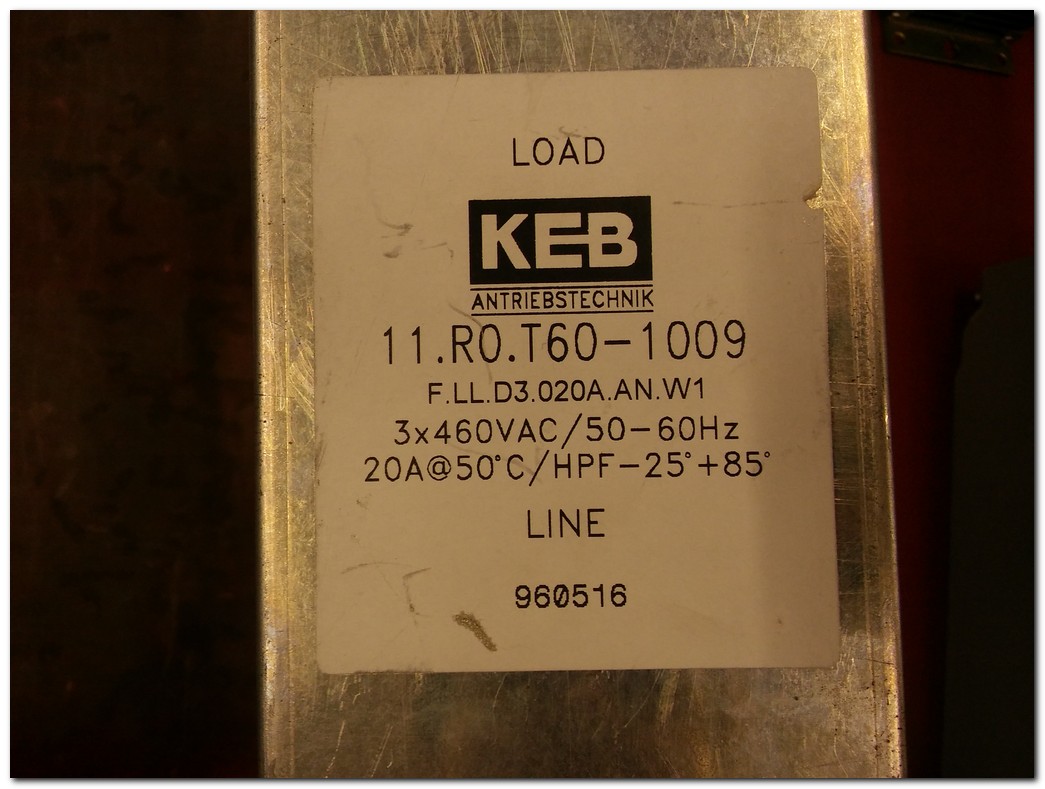 LOAD
KEB
ANTRIEBSTECHNIK
11.R0.T60-1009
F.LL.D3.020A.AN.W1
3x460VAC/50-60Hz
20A@50°C/HPF-25°+85°
LINE
960516